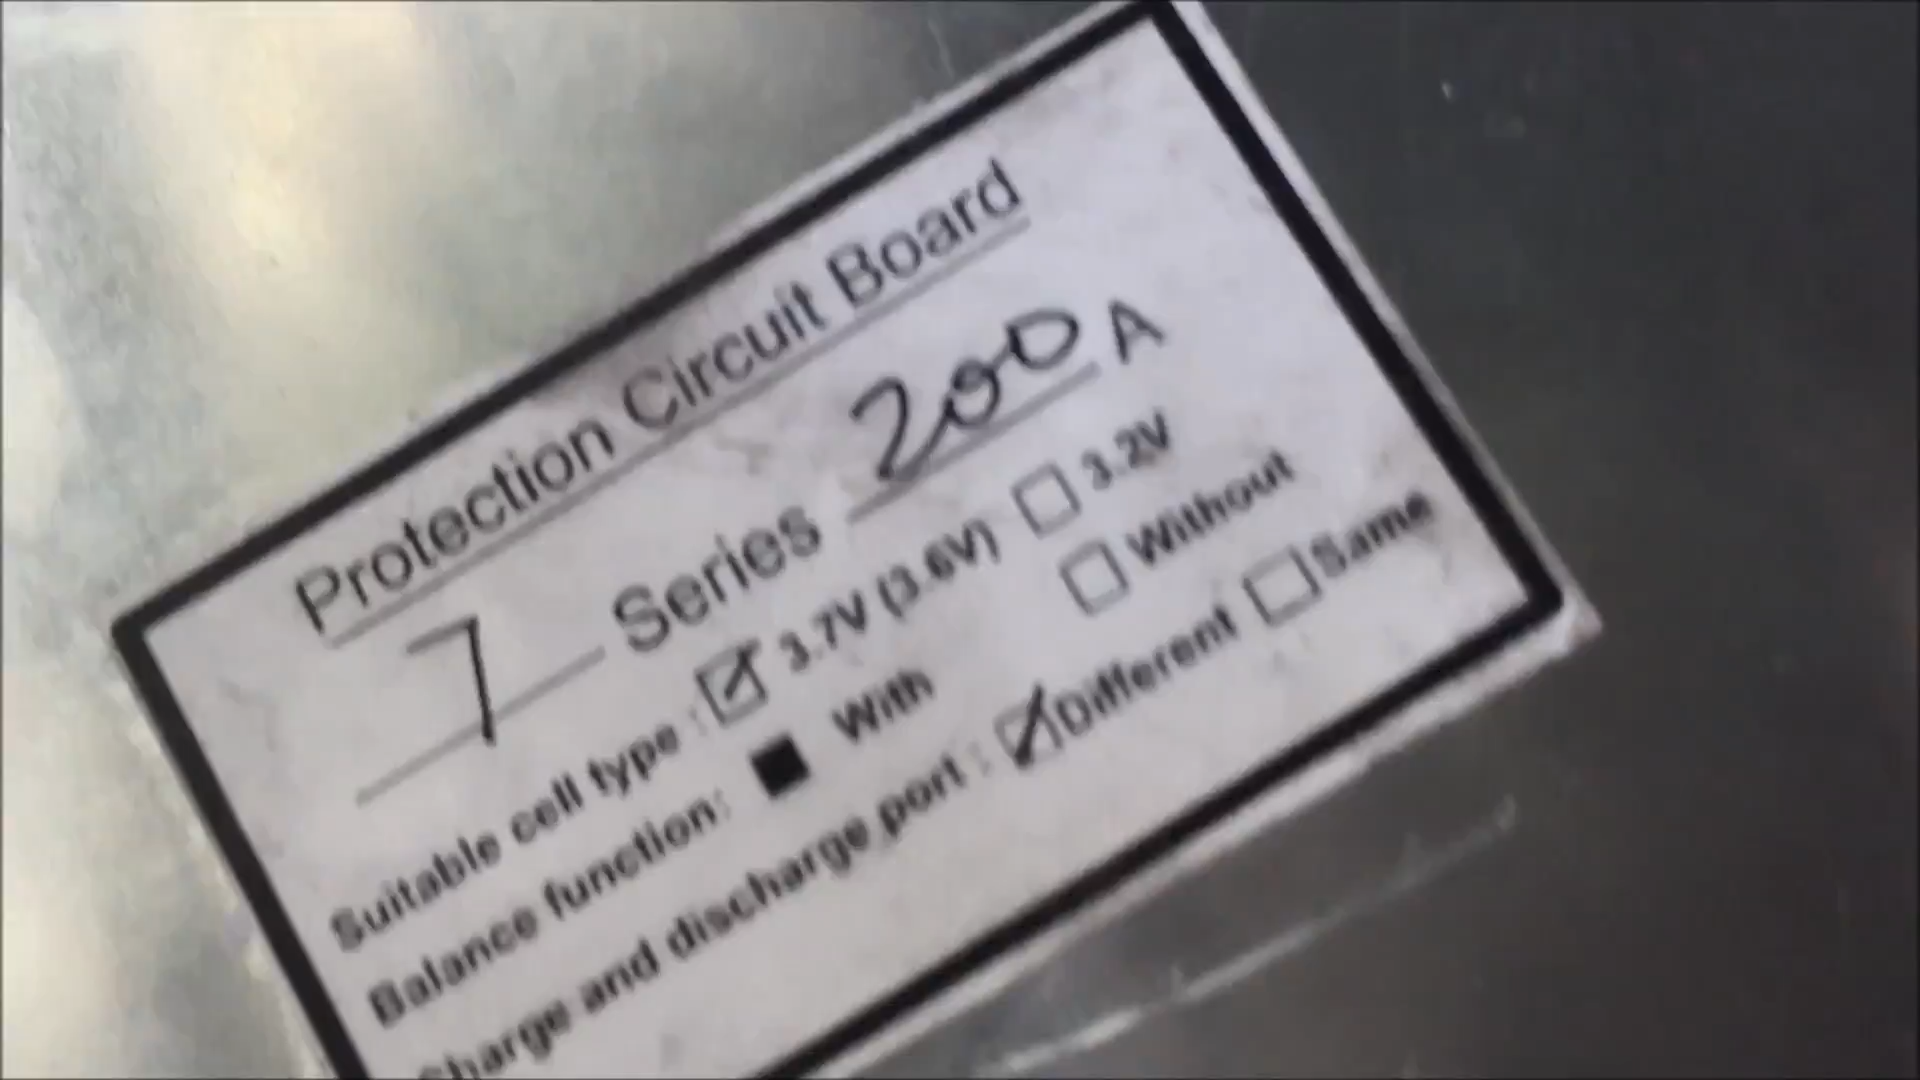 Protection Circuit Board
7 Series 200 A
Suitable cell type : ☑ 3.7V (3.6V) ☐ 3.2V
Balance function: ■ With ☐ Without
Charge and discharge port : ☑ Different ☐ Same